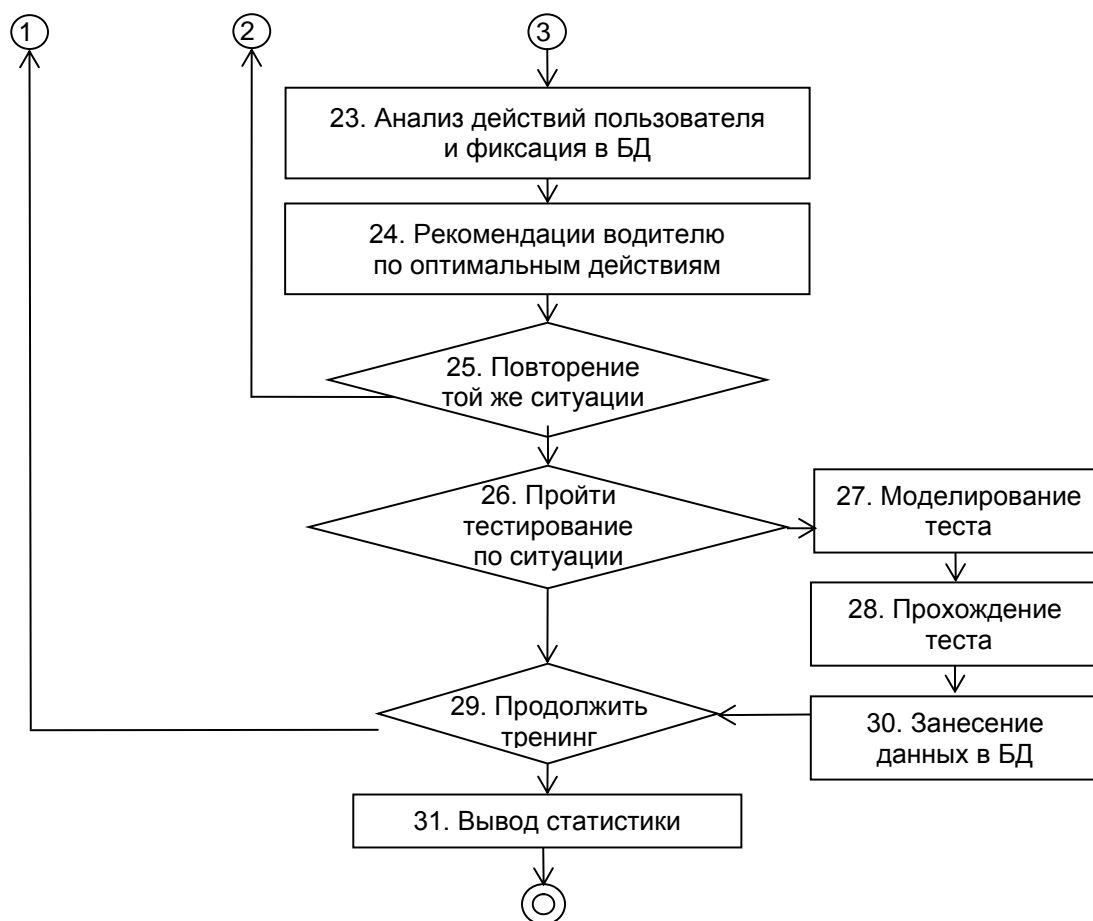 1
2
3
23. Анализ действий пользователя
и фиксация в БД
24. Рекомендации водителю
по оптимальным действиям
25. Повторение
той же ситуации
26. Пройти
тестирование
по ситуации
27. Моделирование
теста
28. Прохождение
теста
29. Продолжить
тренинг
30. Занесение
данных в БД
31. Вывод статистики